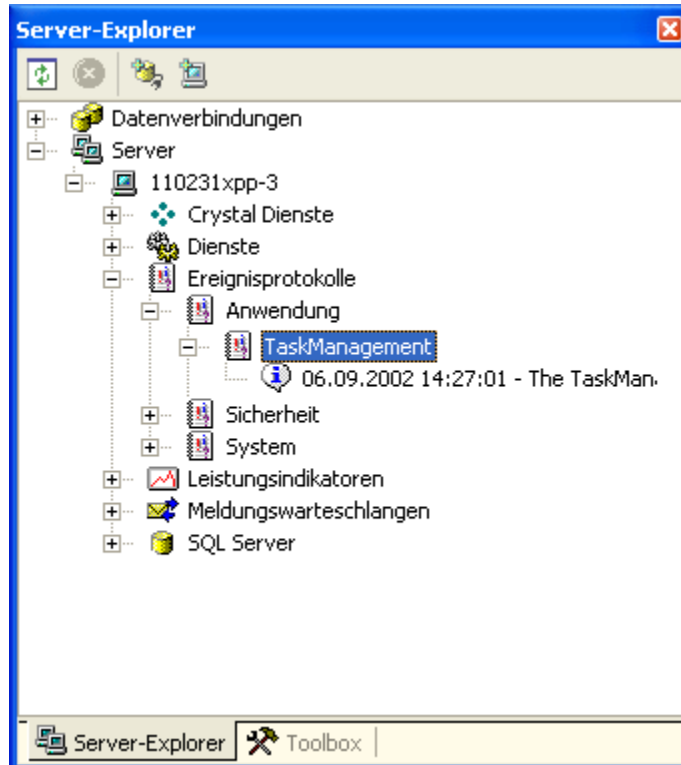 Server-Explorer
Datenverbindungen
Server
110231xpp-3
Crystal Dienste
Dienste
Ereignisprotokolle
Anwendung
TaskManagement
06.09.2002 14:27:01 - The TaskMan
Sicherheit
System
Leistungsindikatoren
Meldungswarteschlangen
SQL Server
Server-Explorer
Toolbox